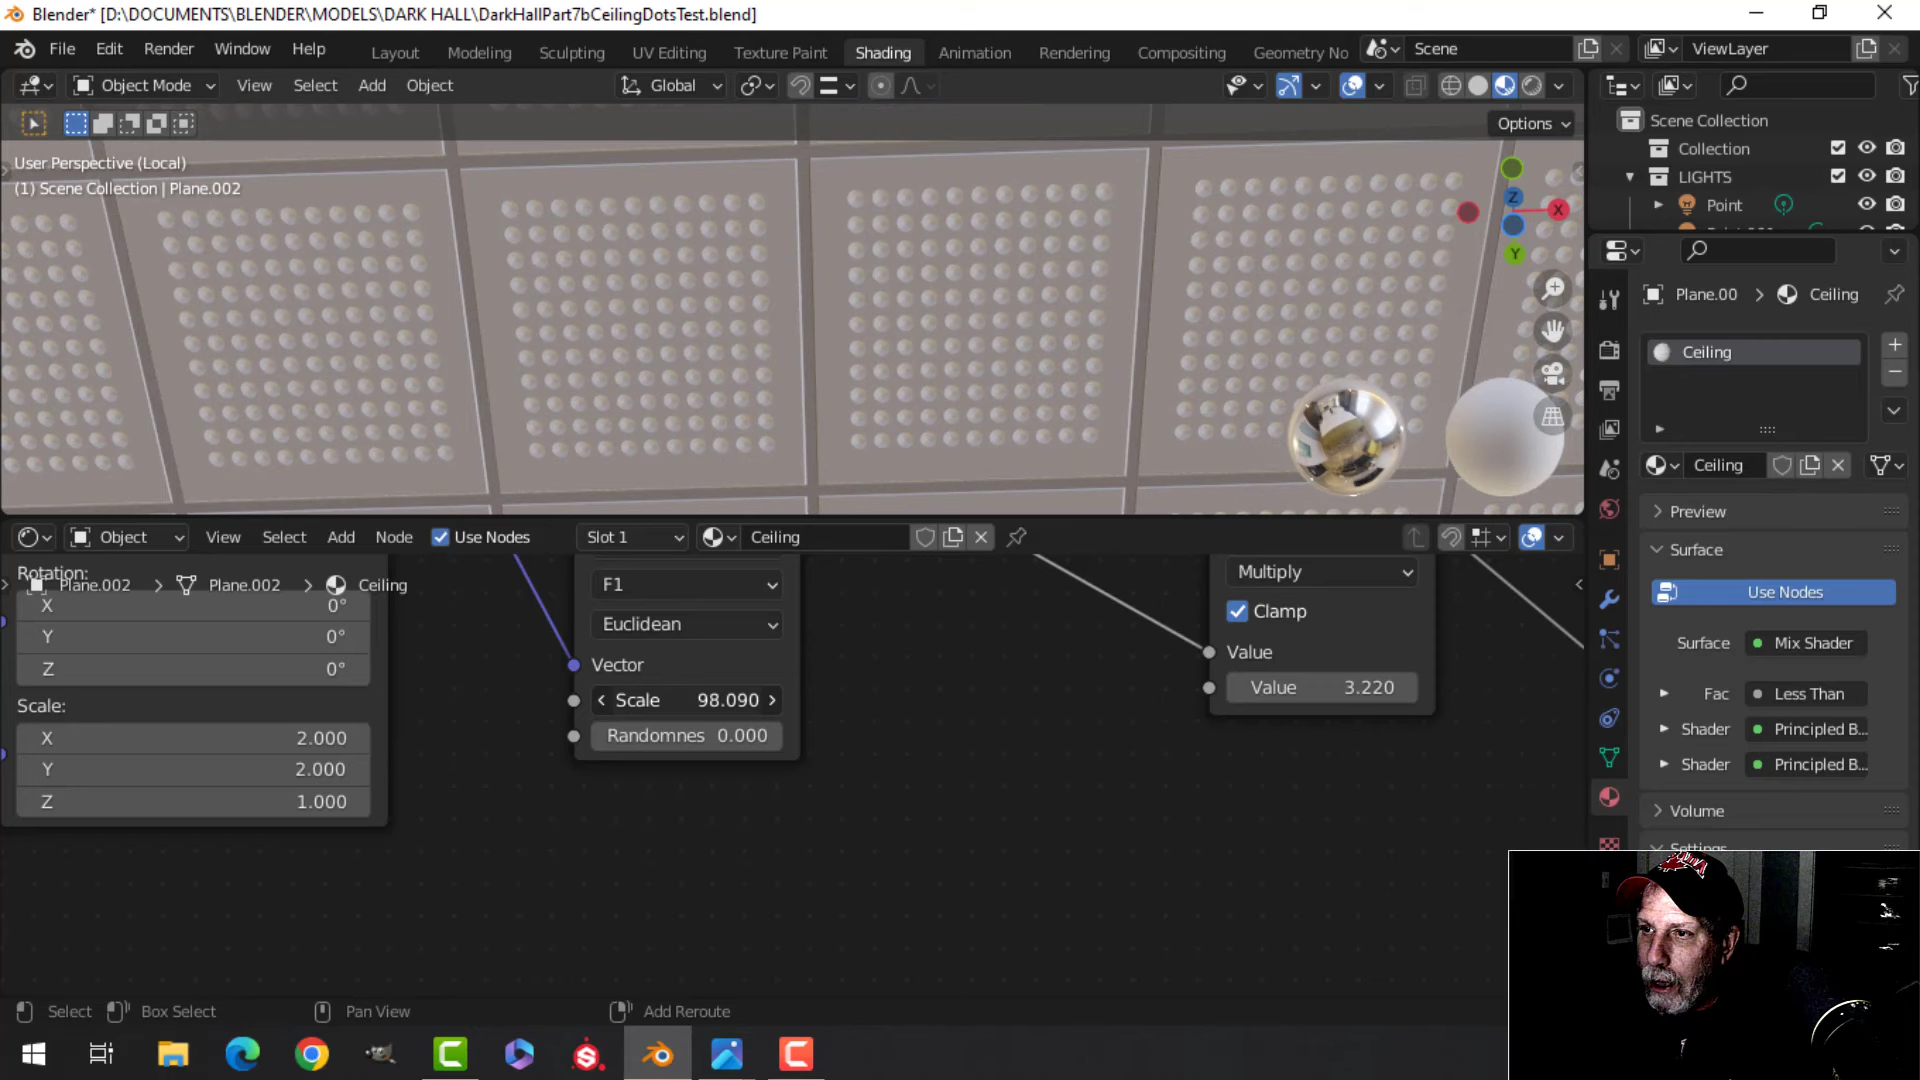 Blender* [D:\DOCUMENTS\BLENDER\MODELS\DARK HALL\DarkHallPart7bCeilingDotsTest.blend]
File Edit Render Window Help Layout Modeling Sculpting UV Editing Texture Paint Shading Animation Rendering Compositing Geometry No Scene ViewLayer
Object Mode View Select Add Object Global
Options
User Perspective (Local)
(1) Scene Collection | Plane.002
X
Y
Z
Scene Collection
Collection
LIGHTS
Point
Plane.00 > Ceiling
Ceiling
Ceiling
Preview
Surface
Use Nodes
Surface Mix Shader
Fac Less Than
Shader Principled B...
Shader Principled B...
Volume
Settings
Object View Select Add Node Use Nodes Slot 1 Ceiling
Rotation:
Plane.002 > Plane.002 > Ceiling
X 0°
Y 0°
Z 0°
Scale:
X 2.000
Y 2.000
Z 1.000
F1
Euclidean
Vector
Scale 98.090
Randomnes 0.000
Multiply
Clamp
Value
Value 3.220
Select Box Select Pan View Add Reroute